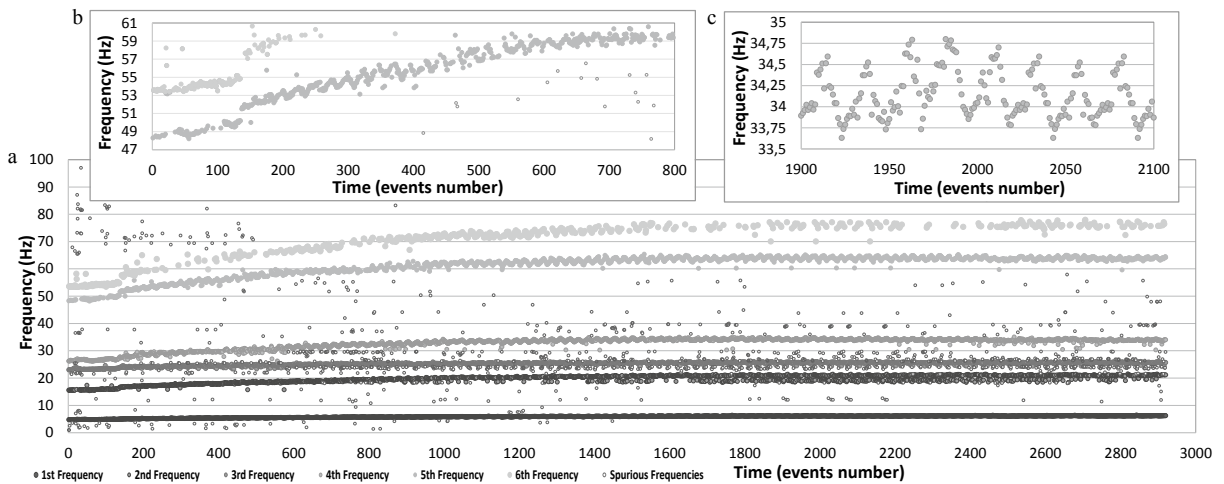 b
61
59
57
55
53
51
49
47
Frequency (Hz)
0 100 200 300 400 500 600 700 800
Time (events number)
c
35
34,75
34,5
34,25
34
33,75
33,5
Frequency (Hz)
1900 1950 2000 2050 2100
Time (events number)
a
100
90
80
70
60
50
40
30
20
10
0
Frequency (Hz)
0 200 400 600 800 1000 1200 1400 1600 1800 2000 2200 2400 2600 2800 3000
1st Frequency 2nd Frequency 3rd Frequency 4th Frequency 5th Frequency 6th Frequency Spurious Frequencies Time (events number)